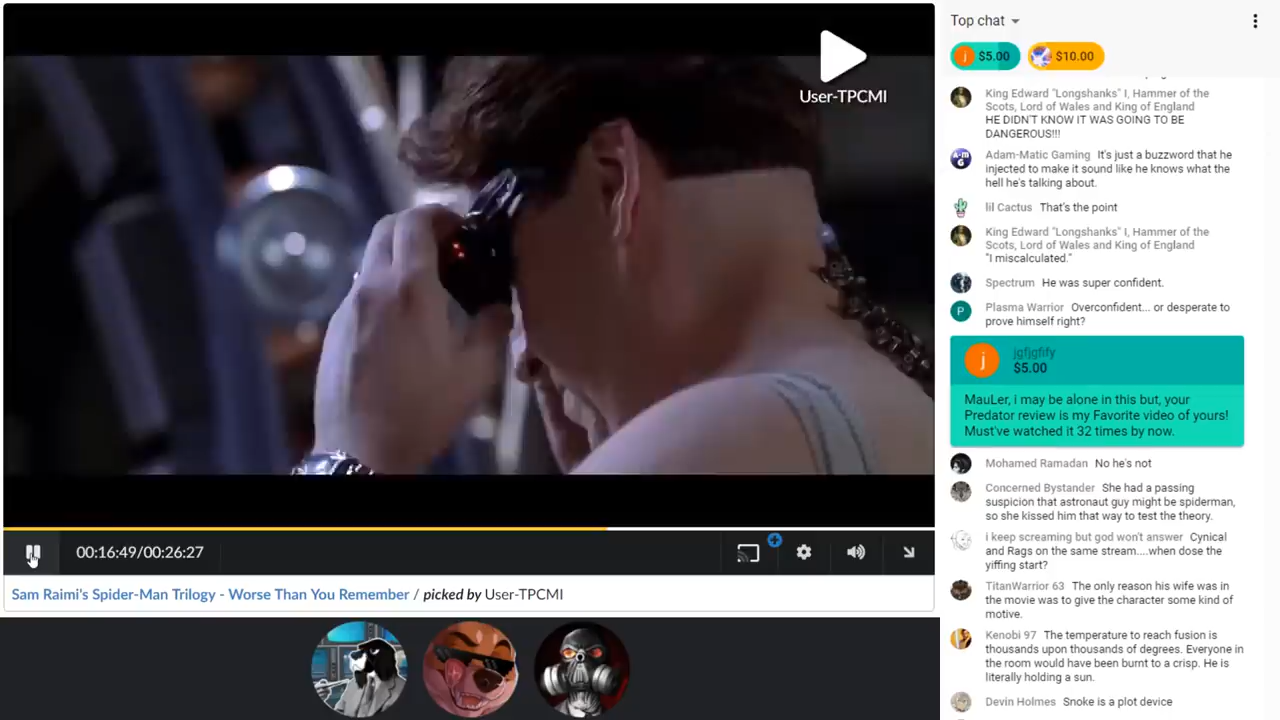 User-TPCMI
00:16:49/00:26:27
Sam Raimi's Spider-Man Trilogy - Worse Than You Remember / picked by User-TPCMI
Top chat
j $5.00
$10.00
King Edward "Longshanks" I, Hammer of the
Scots, Lord of Wales and King of England
HE DIDN'T KNOW IT WAS GOING TO BE
DANGEROUS!!!
Adam-Matic Gaming It's just a buzzword that he
injected to make it sound like he knows what the
hell he's talking about.
lil Cactus That's the point
King Edward "Longshanks" I, Hammer of the
Scots, Lord of Wales and King of England
"I miscalculated."
Spectrum He was super confident.
P Plasma Warrior Overconfident... or desperate to
prove himself right?
j jgfjgfify
$5.00
MauLer, i may be alone in this but, your
Predator review is my Favorite video of yours!
Must've watched it 32 times by now.
Mohamed Ramadan No he's not
Concerned Bystander She had a passing
suspicion that astronaut guy might be spiderman,
so she kissed him that way to test the theory.
i keep screaming but god won't answer Cynical
and Rags on the same stream....when dose the
yiffing start?
TitanWarrior 63 The only reason his wife was in
the movie was to give the character some kind of
motive.
Kenobi 97 The temperature to reach fusion is
thousands upon thousands of degrees. Everyone in
the room would have been burnt to a crisp. He is
literally holding a sun.
Devin Holmes Snoke is a plot device